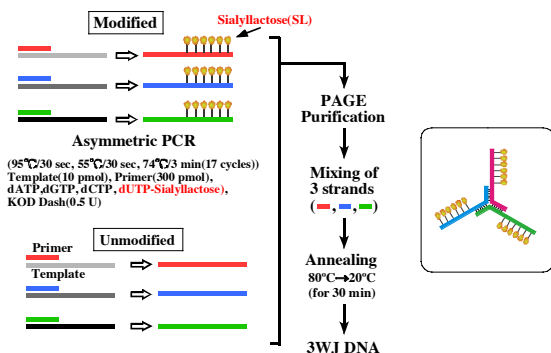 Modified
Sialyllactose(SL)
Asymmetric PCR
(95℃/30 sec, 55℃/30 sec, 74℃/3 min(17 cycles))
Template(10 pmol), Primer(300 pmol),
dATP,dGTP, dCTP, dUTP-Sialyllactose),
KOD Dash(0.5 U)
Unmodified
Primer
Template
PAGE
Purification
Mixing of
3 strands
( , , )
Annealing
80℃→20℃
(for 30 min)
3WJ DNA